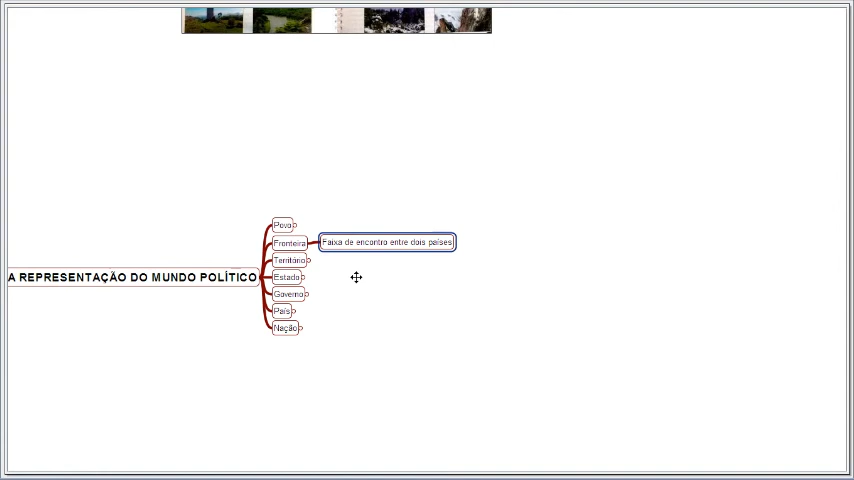 Povo
Fronteira
Faixa de encontro entre dois países
Território
A REPRESENTAÇÃO DO MUNDO POLÍTICO
Estado
Governo
País
Nação